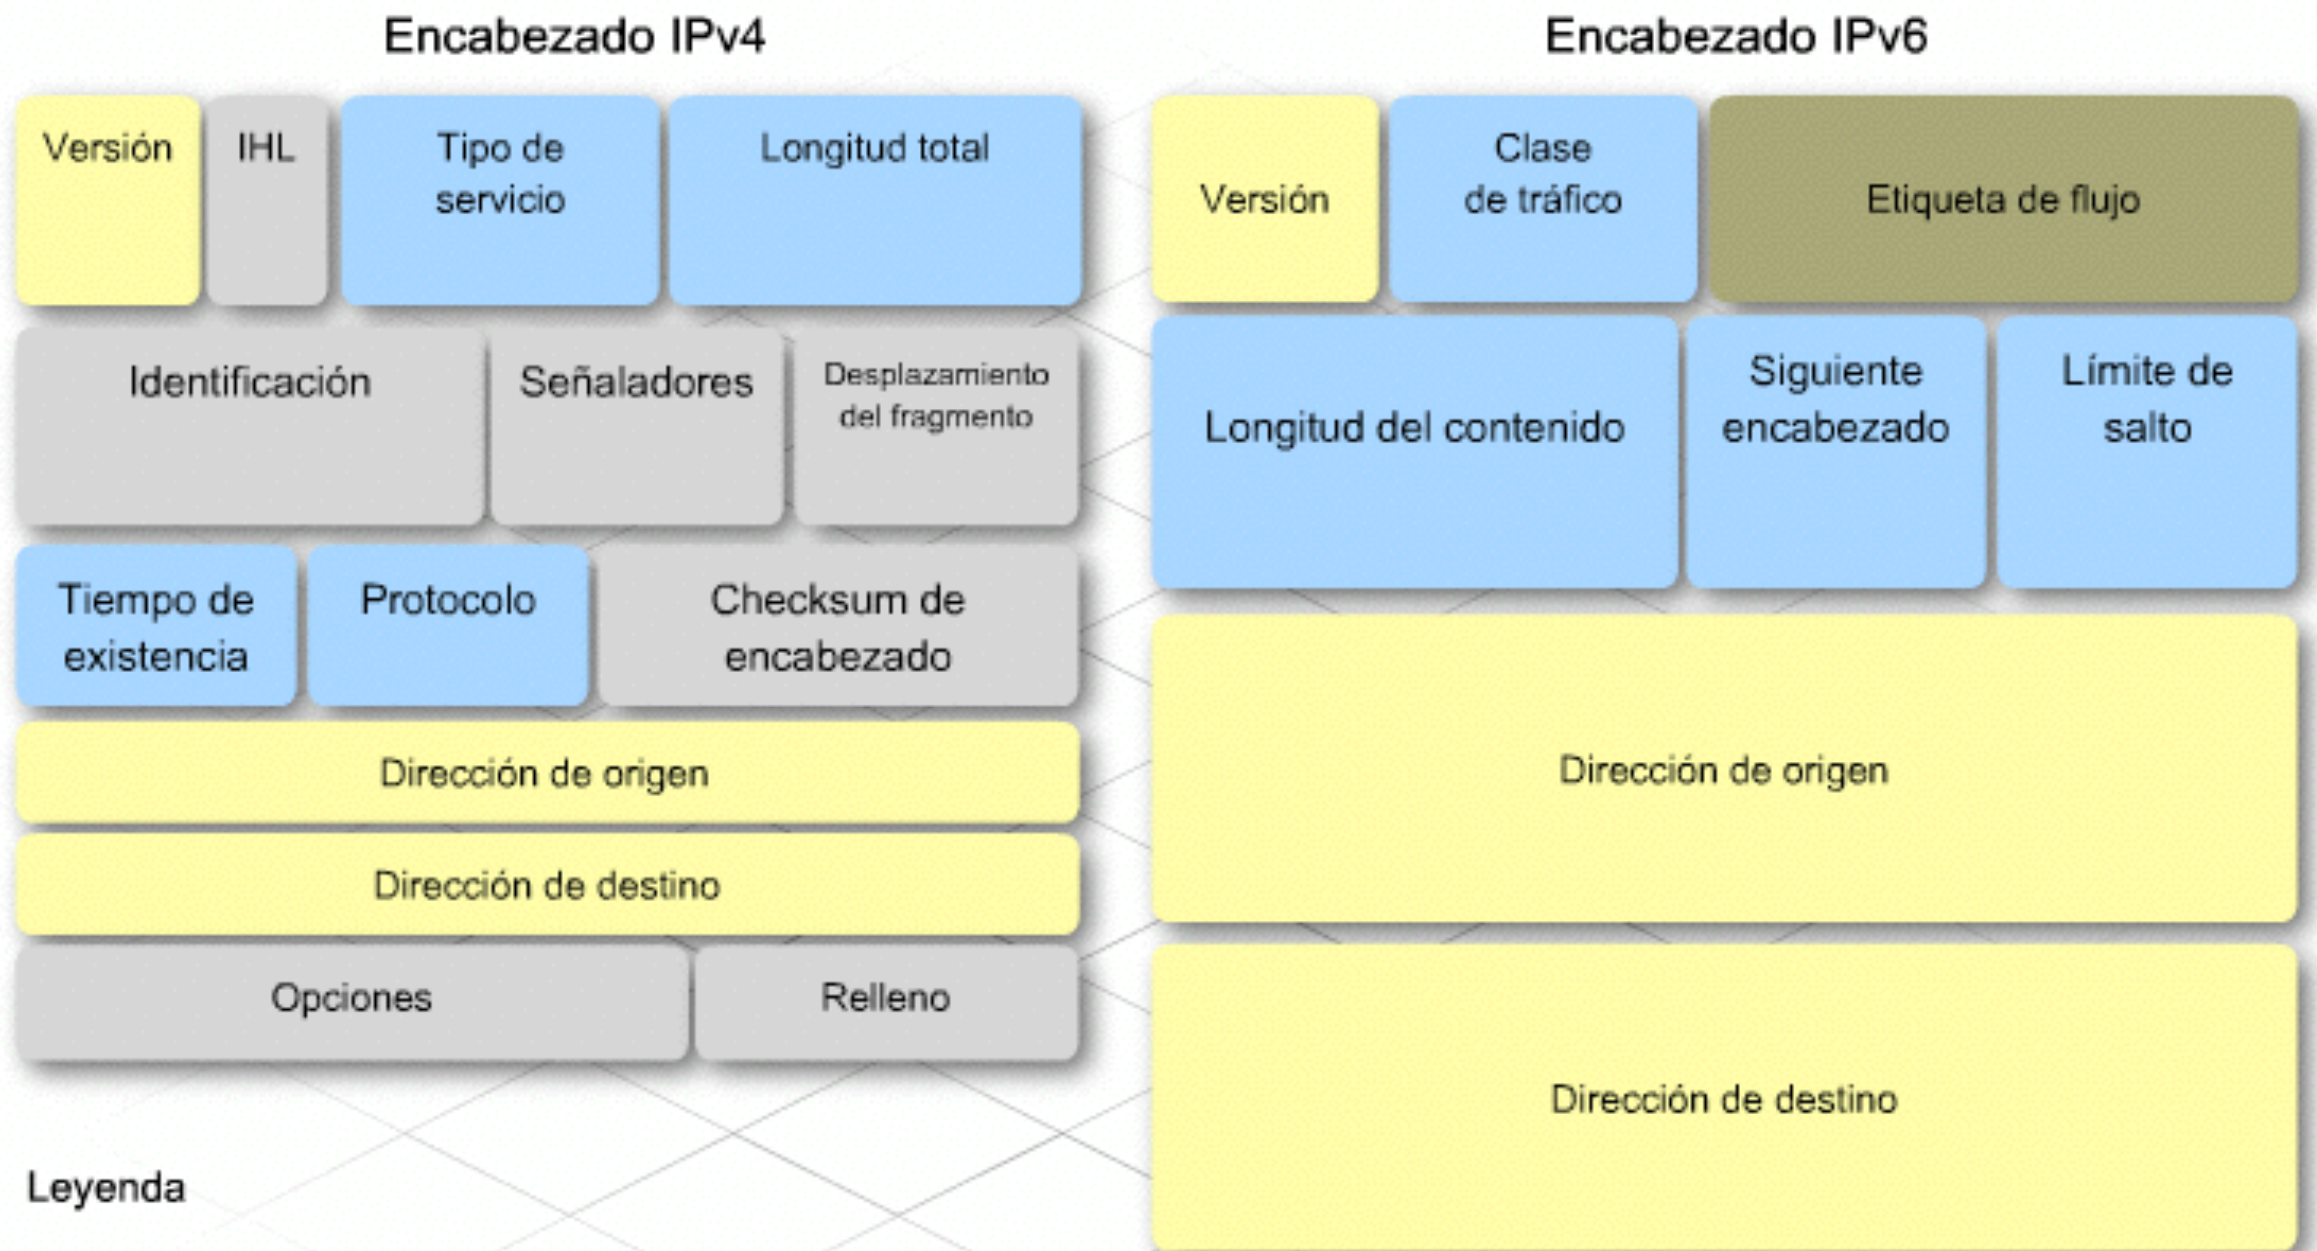 Encabezado IPv4
Versión
IHL
Tipo de
servicio
Longitud total
Identificación
Señaladores
Desplazamiento
del fragmento
Tiempo de
existencia
Protocolo
Checksum de
encabezado
Dirección de origen
Dirección de destino
Opciones
Relleno
Leyenda
Encabezado IPv6
Versión
Clase
de tráfico
Etiqueta de flujo
Longitud del contenido
Siguiente
encabezado
Límite de
salto
Dirección de origen
Dirección de destino